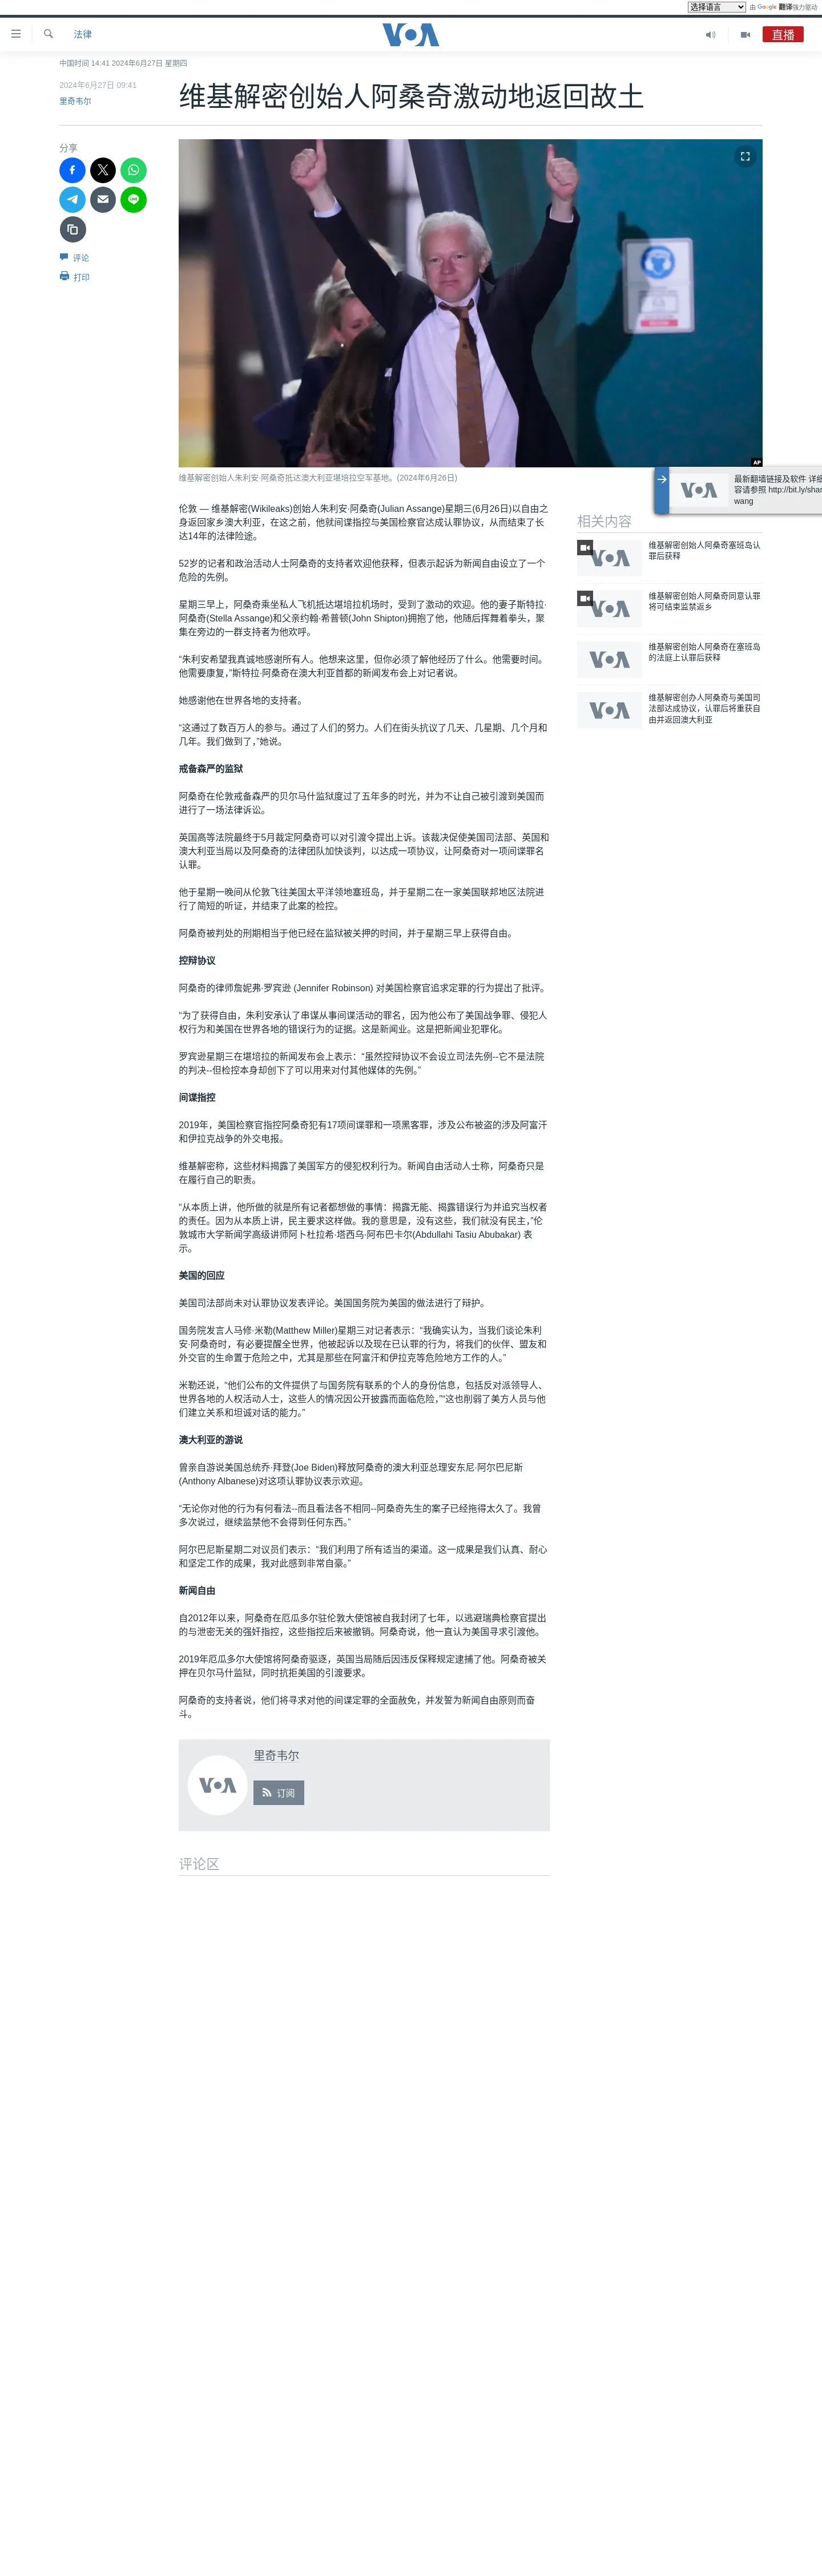 选择语言 由 Google 翻译强力驱动
法律
VOA
直播
中国时间 14:41 2024年6月27日 星期四
2024年6月27日 09:41
里奇韦尔
维基解密创始人阿桑奇激动地返回故土
分享
评论
打印
AP
维基解密创始人朱利安·阿桑奇抵达澳大利亚堪培拉空军基地。(2024年6月26日)
VOA
最新翻墙链接及软件 详细
容请参照 http://bit.ly/shar
wang
伦敦 — 维基解密(Wikileaks)创始人朱利安·阿桑奇(Julian Assange)星期三(6月26日)以自由之
身返回家乡澳大利亚，在这之前，他就间谍指控与美国检察官达成认罪协议，从而结束了长
达14年的法律险途。
52岁的记者和政治活动人士阿桑奇的支持者欢迎他获释，但表示起诉为新闻自由设立了一个
危险的先例。
星期三早上，阿桑奇乘坐私人飞机抵达堪培拉机场时，受到了激动的欢迎。他的妻子斯特拉·
阿桑奇(Stella Assange)和父亲约翰·希普顿(John Shipton)拥抱了他，他随后挥舞着拳头，聚
集在旁边的一群支持者为他欢呼。
“朱利安希望我真诚地感谢所有人。他想来这里，但你必须了解他经历了什么。他需要时间。
他需要康复，”斯特拉·阿桑奇在澳大利亚首都的新闻发布会上对记者说。
她感谢他在世界各地的支持者。
“这通过了数百万人的参与。通过了人们的努力。人们在街头抗议了几天、几星期、几个月和
几年。我们做到了，”她说。
戒备森严的监狱
阿桑奇在伦敦戒备森严的贝尔马什监狱度过了五年多的时光，并为不让自己被引渡到美国而
进行了一场法律诉讼。
英国高等法院最终于5月裁定阿桑奇可以对引渡令提出上诉。该裁决促使美国司法部、英国和
澳大利亚当局以及阿桑奇的法律团队加快谈判，以达成一项协议，让阿桑奇对一项间谍罪名
认罪。
他于星期一晚间从伦敦飞往美国太平洋领地塞班岛，并于星期二在一家美国联邦地区法院进
行了简短的听证，并结束了此案的检控。
阿桑奇被判处的刑期相当于他已经在监狱被关押的时间，并于星期三早上获得自由。
控辩协议
阿桑奇的律师詹妮弗·罗宾逊 (Jennifer Robinson) 对美国检察官追求定罪的行为提出了批评。
“为了获得自由，朱利安承认了串谋从事间谍活动的罪名，因为他公布了美国战争罪、侵犯人
权行为和美国在世界各地的错误行为的证据。这是新闻业。这是把新闻业犯罪化。
罗宾逊星期三在堪培拉的新闻发布会上表示：“虽然控辩协议不会设立司法先例--它不是法院
的判决--但检控本身却创下了可以用来对付其他媒体的先例。”
间谍指控
2019年，美国检察官指控阿桑奇犯有17项间谍罪和一项黑客罪，涉及公布被盗的涉及阿富汗
和伊拉克战争的外交电报。
维基解密称，这些材料揭露了美国军方的侵犯权利行为。新闻自由活动人士称，阿桑奇只是
在履行自己的职责。
“从本质上讲，他所做的就是所有记者都想做的事情：揭露无能、揭露错误行为并追究当权者
的责任。因为从本质上讲，民主要求这样做。我的意思是，没有这些，我们就没有民主，”伦
敦城市大学新闻学高级讲师阿卜杜拉希·塔西乌·阿布巴卡尔(Abdullahi Tasiu Abubakar) 表
示。
美国的回应
美国司法部尚未对认罪协议发表评论。美国国务院为美国的做法进行了辩护。
国务院发言人马修·米勒(Matthew Miller)星期三对记者表示：“我确实认为，当我们谈论朱利
安·阿桑奇时，有必要提醒全世界，他被起诉以及现在已认罪的行为，将我们的伙伴、盟友和
外交官的生命置于危险之中，尤其是那些在阿富汗和伊拉克等危险地方工作的人。”
米勒还说，“他们公布的文件提供了与国务院有联系的个人的身份信息，包括反对派领导人、
世界各地的人权活动人士，这些人的情况因公开披露而面临危险，”“这也削弱了美方人员与他
们建立关系和坦诚对话的能力。”
澳大利亚的游说
曾亲自游说美国总统乔·拜登(Joe Biden)释放阿桑奇的澳大利亚总理安东尼·阿尔巴尼斯
(Anthony Albanese)对这项认罪协议表示欢迎。
“无论你对他的行为有何看法--而且看法各不相同--阿桑奇先生的案子已经拖得太久了。我曾
多次说过，继续监禁他不会得到任何东西。”
阿尔巴尼斯星期二对议员们表示：“我们利用了所有适当的渠道。这一成果是我们认真、耐心
和坚定工作的成果，我对此感到非常自豪。”
新闻自由
自2012年以来，阿桑奇在厄瓜多尔驻伦敦大使馆被自我封闭了七年，以逃避瑞典检察官提出
的与泄密无关的强奸指控，这些指控后来被撤销。阿桑奇说，他一直认为美国寻求引渡他。
2019年厄瓜多尔大使馆将阿桑奇驱逐，英国当局随后因违反保释规定逮捕了他。阿桑奇被关
押在贝尔马什监狱，同时抗拒美国的引渡要求。
阿桑奇的支持者说，他们将寻求对他的间谍定罪的全面赦免，并发誓为新闻自由原则而奋
斗。
相关内容
VOA
维基解密创始人阿桑奇塞班岛认
罪后获释
VOA
维基解密创始人阿桑奇同意认罪
将可结束监禁返乡
VOA
维基解密创始人阿桑奇在塞班岛
的法庭上认罪后获释
VOA
维基解密创办人阿桑奇与美国司
法部达成协议，认罪后将重获自
由并返回澳大利亚
VOA
里奇韦尔
订阅
评论区